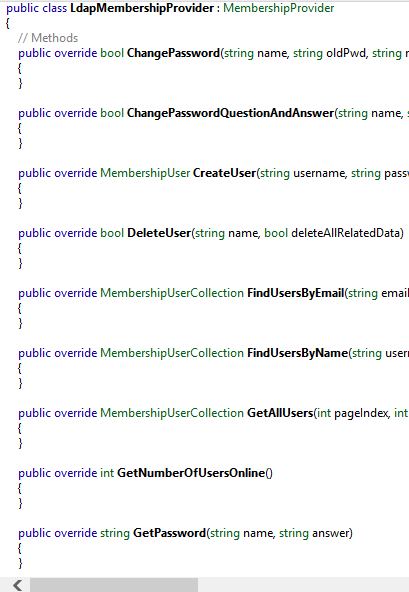 public class LdapMembershipProvider : MembershipProvider
{
// Methods
public override bool ChangePassword(string name, string oldPwd, string
{
}
public override bool ChangePasswordQuestionAndAnswer(string name,
{
}
public override MembershipUser CreateUser(string username, string
{
}
public override bool DeleteUser(string name, bool deleteAllRelatedData)
{
}
public override MembershipUserCollection FindUsersByEmail(string email
{
}
public override MembershipUserCollection FindUsersByName(string
{
}
public override MembershipUserCollection GetAllUsers(int pageIndex, int
{
}
public override int GetNumberOfUsersOnline()
{
}
public override string GetPassword(string name, string answer)
{
}